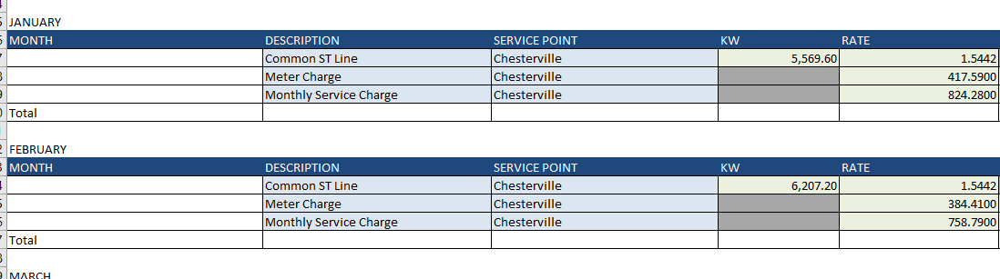 JANUARY
MONTH DESCRIPTION SERVICE POINT KW RATE
Common ST Line Chesterville 5,569.60 1.5442
Meter Charge Chesterville 417.5900
Monthly Service Charge Chesterville 824.2800
Total
FEBRUARY
MONTH DESCRIPTION SERVICE POINT KW RATE
Common ST Line Chesterville 6,207.20 1.5442
Meter Charge Chesterville 384.4100
Monthly Service Charge Chesterville 758.7900
Total
MARCH